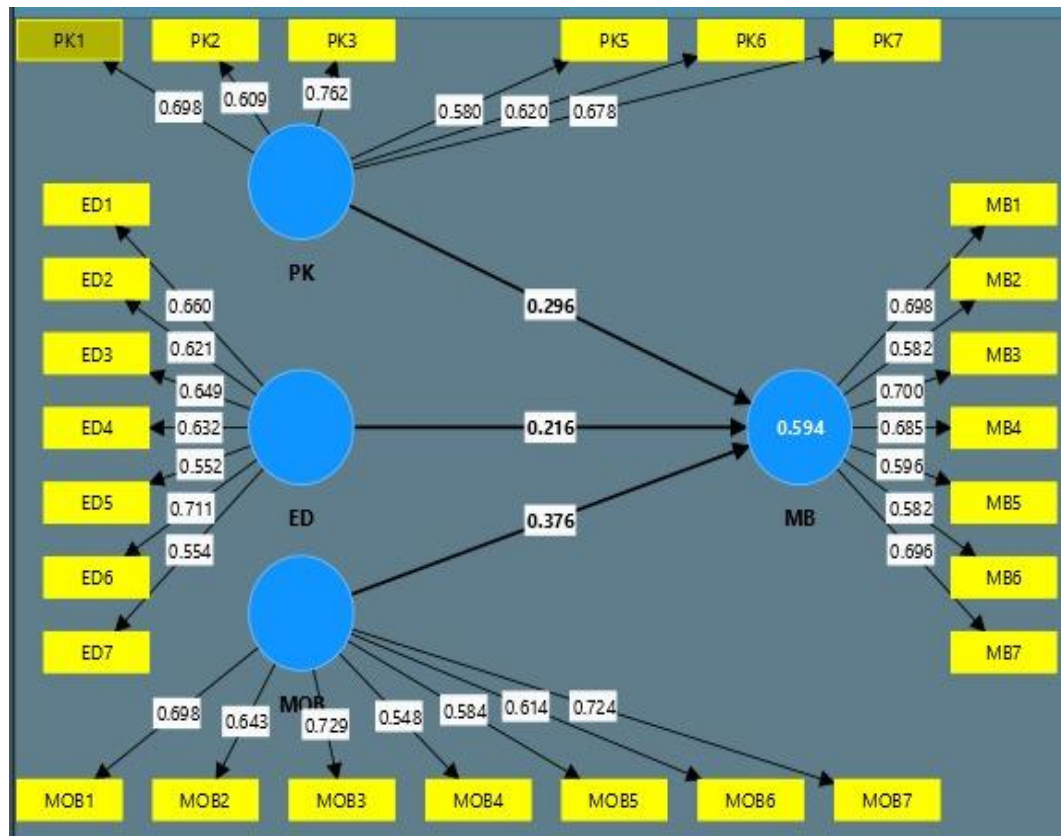 PK1 PK2 PK3 PK5 PK6 PK7
0.698 0.609 0.762 0.580 0.620 0.678
PK
ED1
ED2
ED3
ED4
ED5
ED6
ED7
0.660
0.621
0.649
0.632
0.552
0.711
0.554
ED
0.296
0.216
0.376
0.594
MB
0.698
0.582
0.700
0.685
0.596
0.582
0.696
MB1
MB2
MB3
MB4
MB5
MB6
MB7
MOB
0.698 0.643 0.729 0.548 0.584 0.614 0.724
MOB1 MOB2 MOB3 MOB4 MOB5 MOB6 MOB7